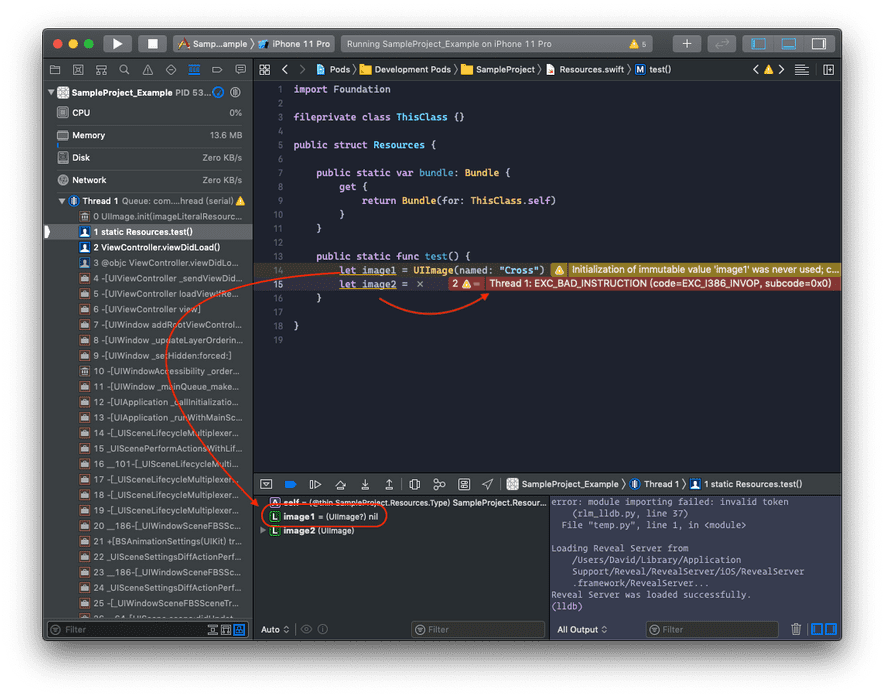 Samp...ample 〉 iPhone 11 Pro
Running SampleProject_Example on iPhone 11 Pro
5
Pods 〉 Development Pods 〉 SampleProject 〉 Resources.swift 〉 M test()
SampleProject_Example PID 53...
CPU 0%
Memory 13.6 MB
Disk Zero KB/s
Network Zero KB/s
Thread 1 Queue: com....hread (serial)
0 UIImage.init(imageLiteralResourc...
1 static Resources.test()
2 ViewController.viewDidLoad()
3 @objc ViewController.viewDidLo...
4 -[UIViewController _sendViewDid...
5 -[UIViewController loadViewIfRe...
6 -[UIViewController view]
7 -[UIWindow addRootViewControl...
8 -[UIWindow _updateLayerOrderin...
9 -[UIWindow _setHidden:forced:]
10 -[UIWindowAccessibility _order...
11 -[UIWindow _mainQueue_make...
12 -[UIApplication _callInitializatio...
13 -[UIApplication _runWithMainSc...
14 -[_UISceneLifecycleMultiplexer...
15 _UIScenePerformActionsWithLif...
16 __101-[_UISceneLifecycleMulti...
17 -[_UISceneLifecycleMultiplexer...
18 -[_UISceneLifecycleMultiplexer...
19 -[_UISceneLifecycleMultiplexer...
20 __186-[_UIWindowSceneFBSSc...
21 +[BSAnimationSettings(UIKit) tr...
22 _UISceneSettingsDiffActionPerf...
23 __186-[_UIWindowSceneFBSSc...
24 _UISceneSettingsDiffActionPerf...
25 -[_UIWindowSceneFBSSceneTr...
Filter
1 import Foundation
2
3 fileprivate class ThisClass {}
4
5 public struct Resources {
6
7 public static var bundle: Bundle {
8 get {
9 return Bundle(for: ThisClass.self)
10 }
11 }
12
13 public static func test() {
14 let image1 = UIImage(named: "Cross") Initialization of immutable value 'image1' was never used; c...
15 let image2 = × 2 = Thread 1: EXC_BAD_INSTRUCTION (code=EXC_I386_INVOP, subcode=0x0)
16 }
17
18 }
19
SampleProject_Example 〉 Thread 1 〉 1 static Resources.test()
A self = (@thin SampleProject.Resources.Type) SampleProject.Resour...
L image1 = (UIImage?) nil
L image2 (UIImage)
Auto
Filter
error: module importing failed: invalid token
(rlm_lldb.py, line 37)
File "temp.py", line 1, in <module>
Loading Reveal Server from
/Users/David/Library/Application
Support/Reveal/RevealServer/iOS/RevealServer
.framework/RevealServer...
Reveal Server was loaded successfully.
(lldb)
All Output
Filter